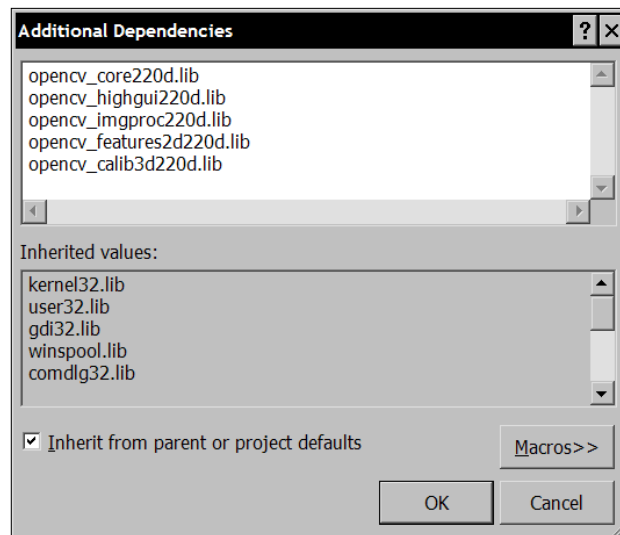 Additional Dependencies
opencv_core220d.lib
opencv_highgui220d.lib
opencv_imgproc220d.lib
opencv_features2d220d.lib
opencv_calib3d220d.lib
Inherited values:
kernel32.lib
user32.lib
gdi32.lib
winspool.lib
comdlg32.lib
Inherit from parent or project defaults
Macros>>
OK Cancel